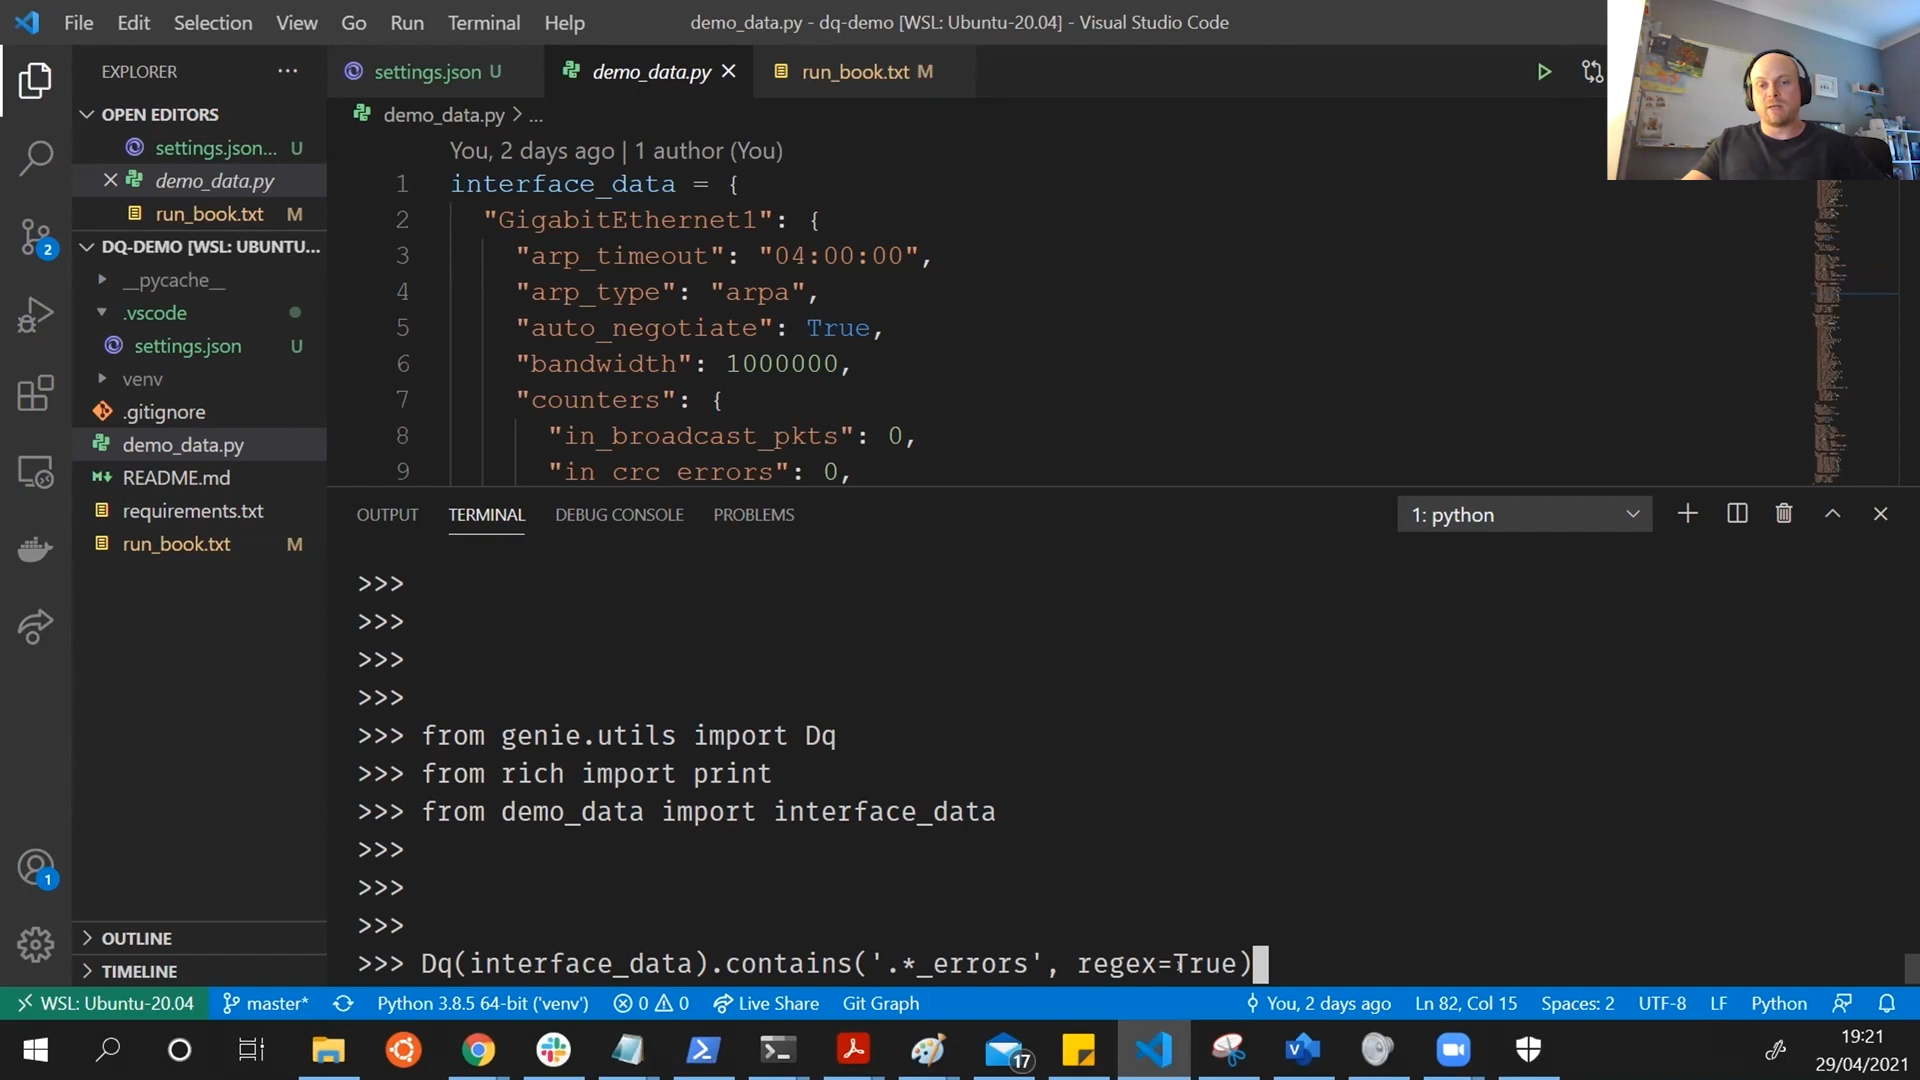 File Edit Selection View Go Run Terminal Help
demo_data.py - dq-demo [WSL: Ubuntu-20.04] - Visual Studio Code
EXPLORER ...
settings.json U
demo_data.py
run_book.txt M
OPEN EDITORS
settings.json... U
demo_data.py
run_book.txt M
DQ-DEMO [WSL: UBUNTU...
__pycache__
.vscode
settings.json U
venv
.gitignore
demo_data.py
README.md
requirements.txt
run_book.txt M
OUTLINE
TIMELINE
2
1
demo_data.py > ...
You, 2 days ago | 1 author (You)
1 interface_data = {
2 "GigabitEthernet1": {
3 "arp_timeout": "04:00:00",
4 "arp_type": "arpa",
5 "auto_negotiate": True,
6 "bandwidth": 1000000,
7 "counters": {
8 "in_broadcast_pkts": 0,
9 "in_crc_errors": 0,
OUTPUT TERMINAL DEBUG CONSOLE PROBLEMS
1: python
>>>
>>>
>>>
>>>
>>> from genie.utils import Dq
>>> from rich import print
>>> from demo_data import interface_data
>>>
>>>
>>>
>>> Dq(interface_data).contains('.*_errors', regex=True)
WSL: Ubuntu-20.04 master* Python 3.8.5 64-bit ('venv') 0 0 Live Share Git Graph You, 2 days ago Ln 82, Col 15 Spaces: 2 UTF-8 LF Python
17
19:21
29/04/2021